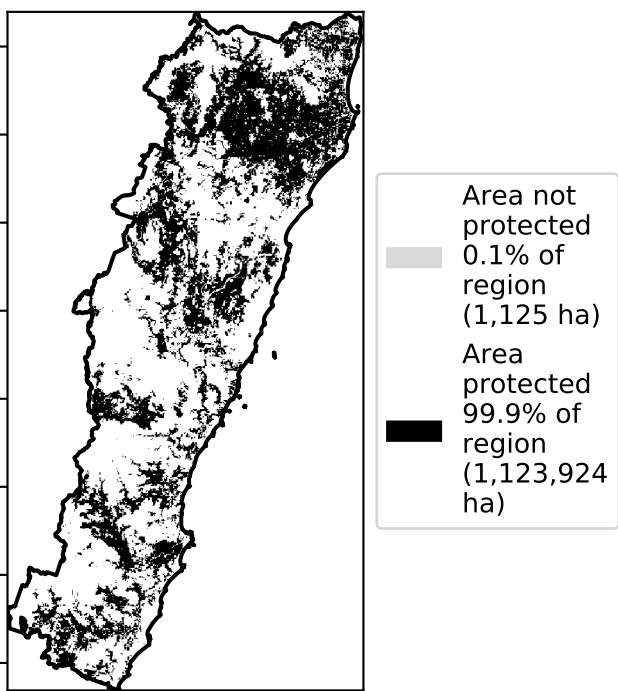 Area not
protected
0.1% of
region
(1,125 ha)
Area
protected
99.9% of
region
(1,123,924
ha)